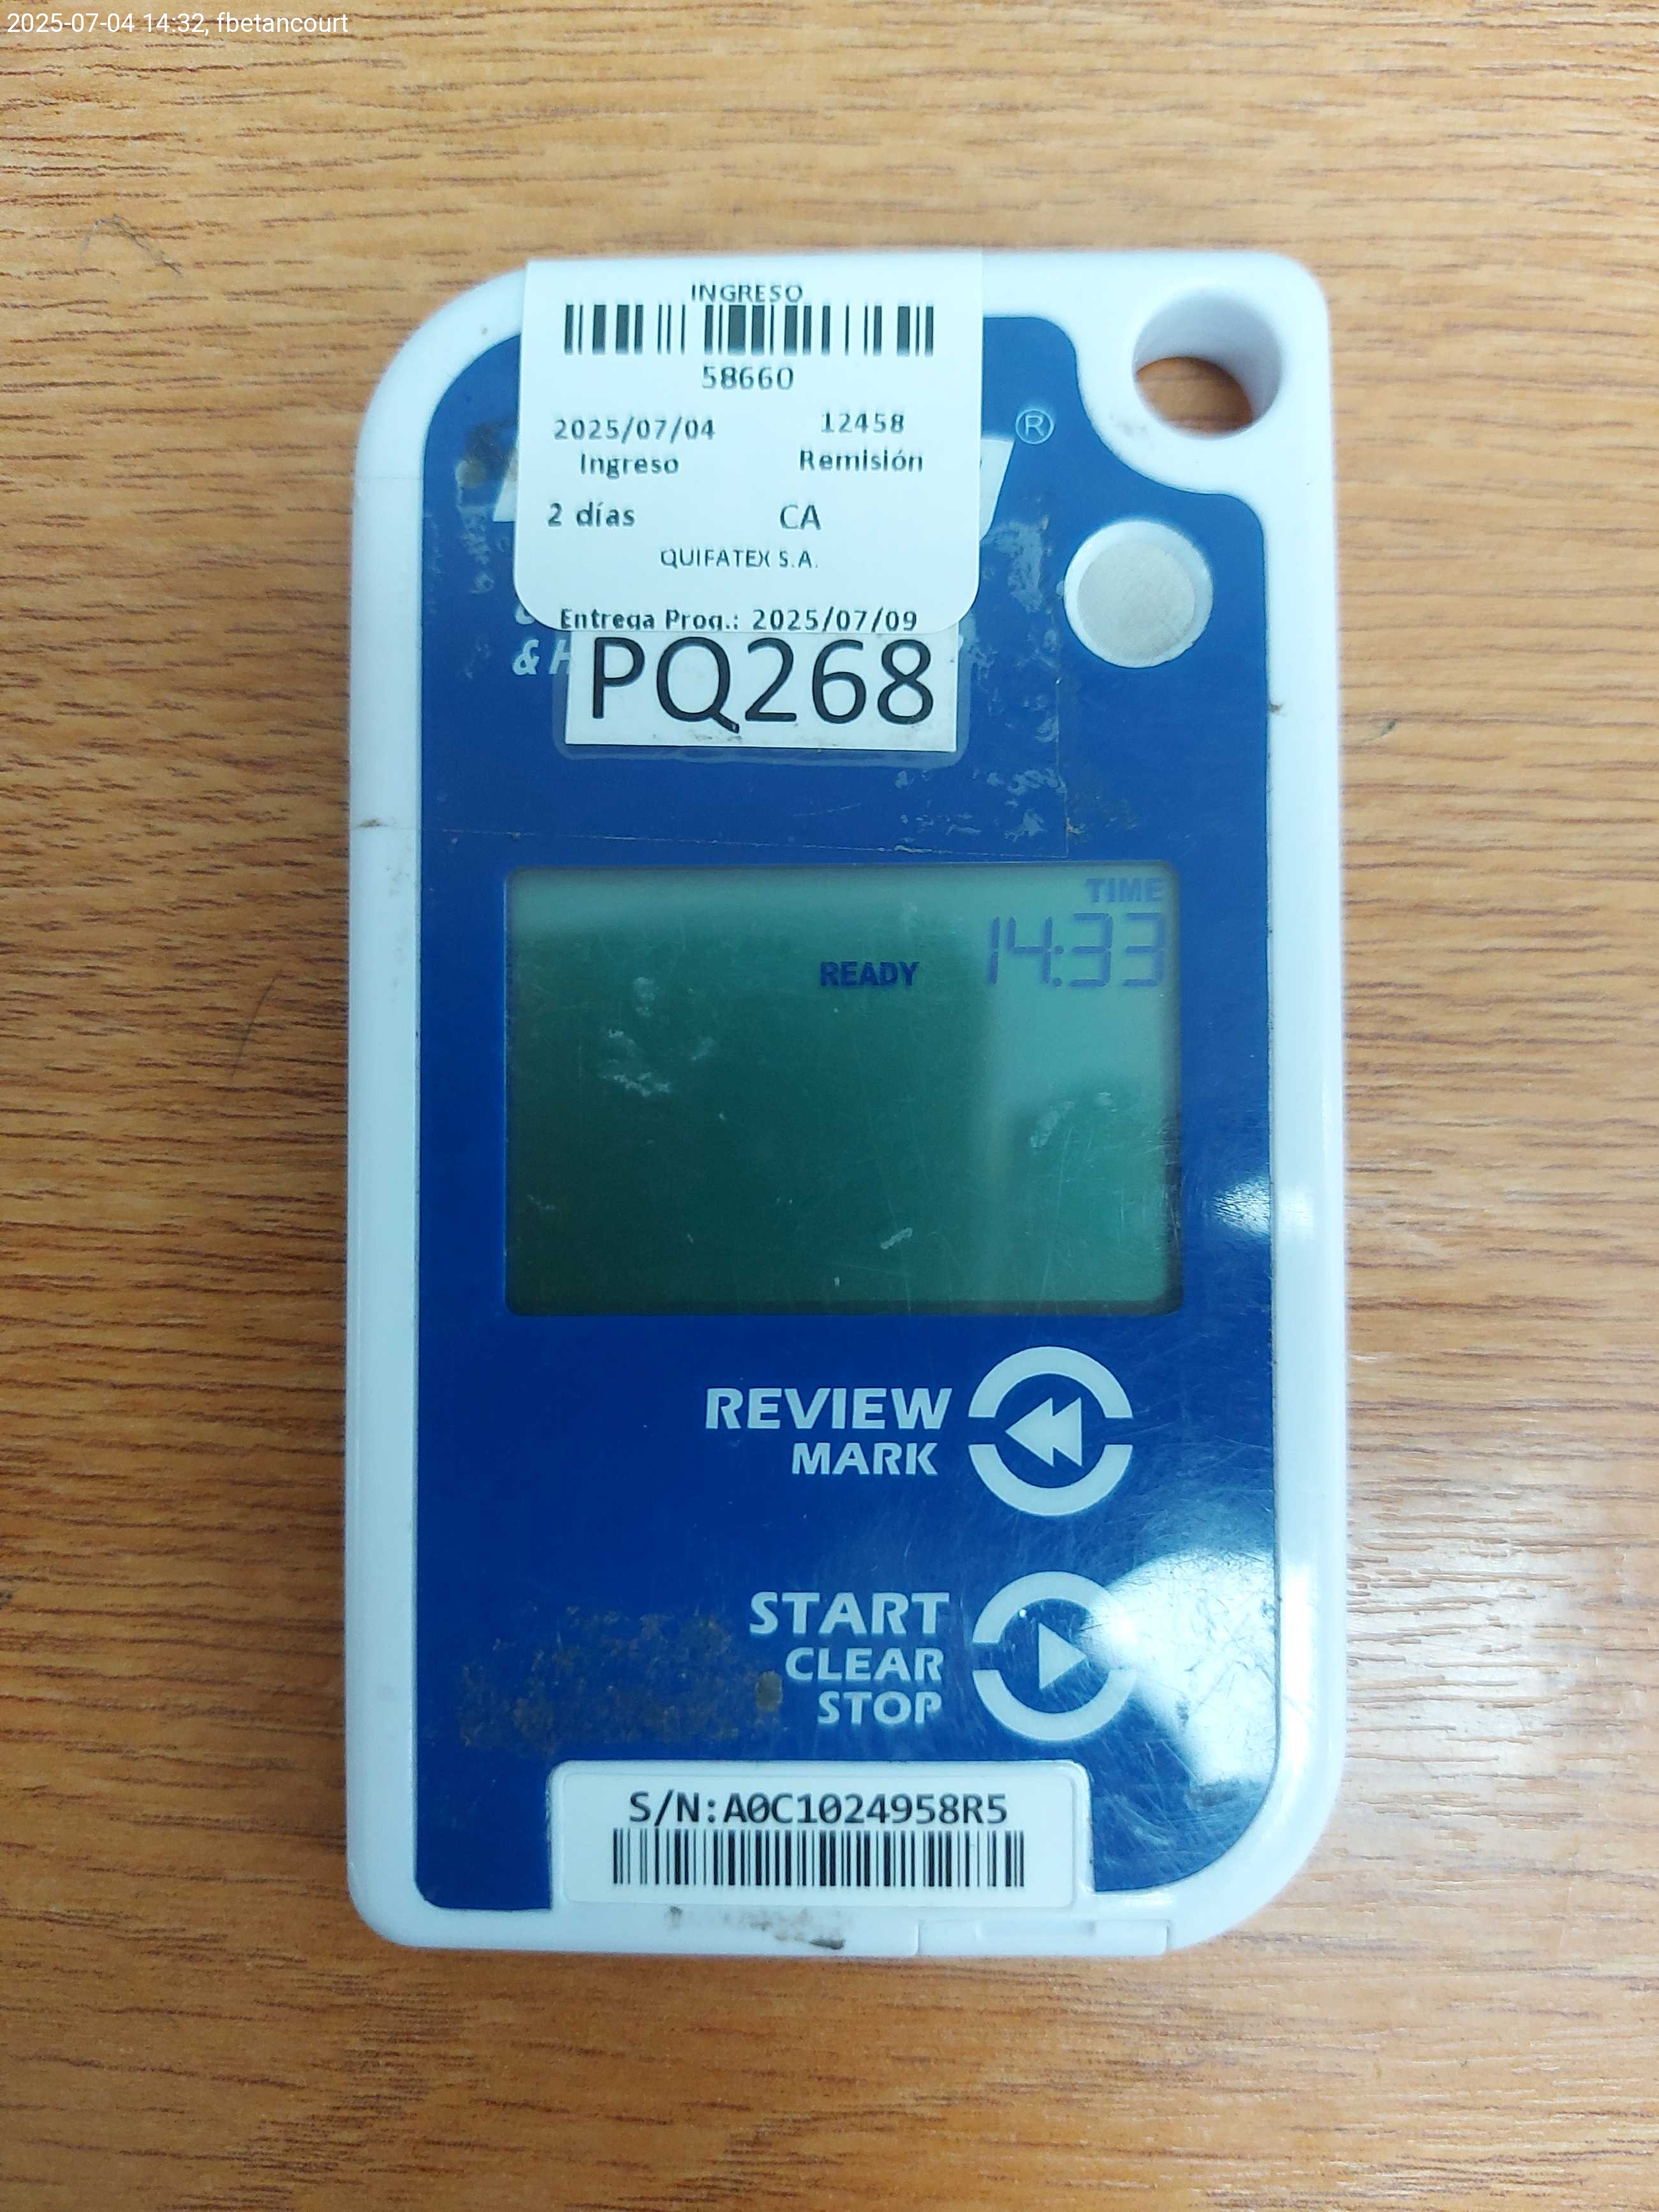 2025-07-04 14:32, fbetancourt
INGRESO
58660
2025/07/04 12458
Ingreso Remisión
2 días CA
QUIFATEX S.A.
Entrega Prog.: 2025/07/09
®
& H
PQ268
TIME
14:33
READY
REVIEW
MARK
START
CLEAR
STOP
S/N:A0C1024958R5